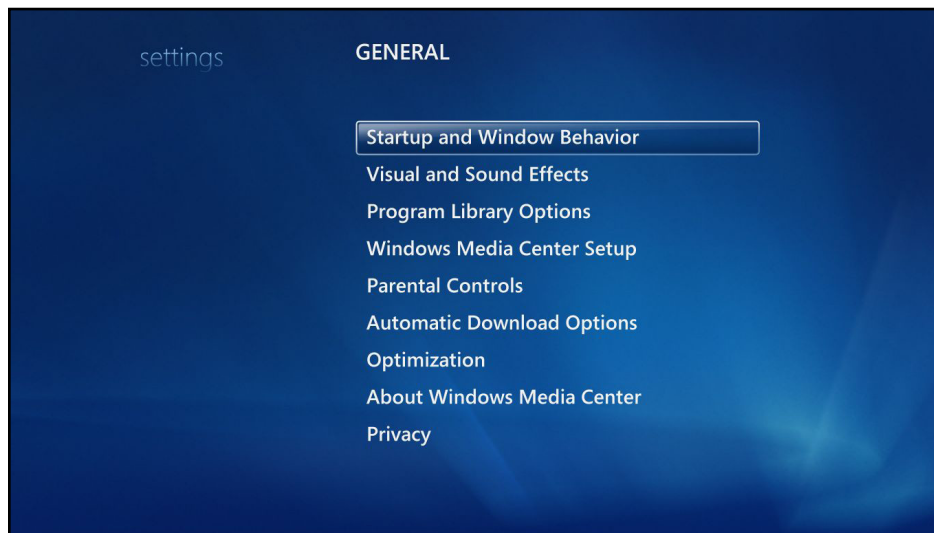 settings
GENERAL
Startup and Window Behavior
Visual and Sound Effects
Program Library Options
Windows Media Center Setup
Parental Controls
Automatic Download Options
Optimization
About Windows Media Center
Privacy